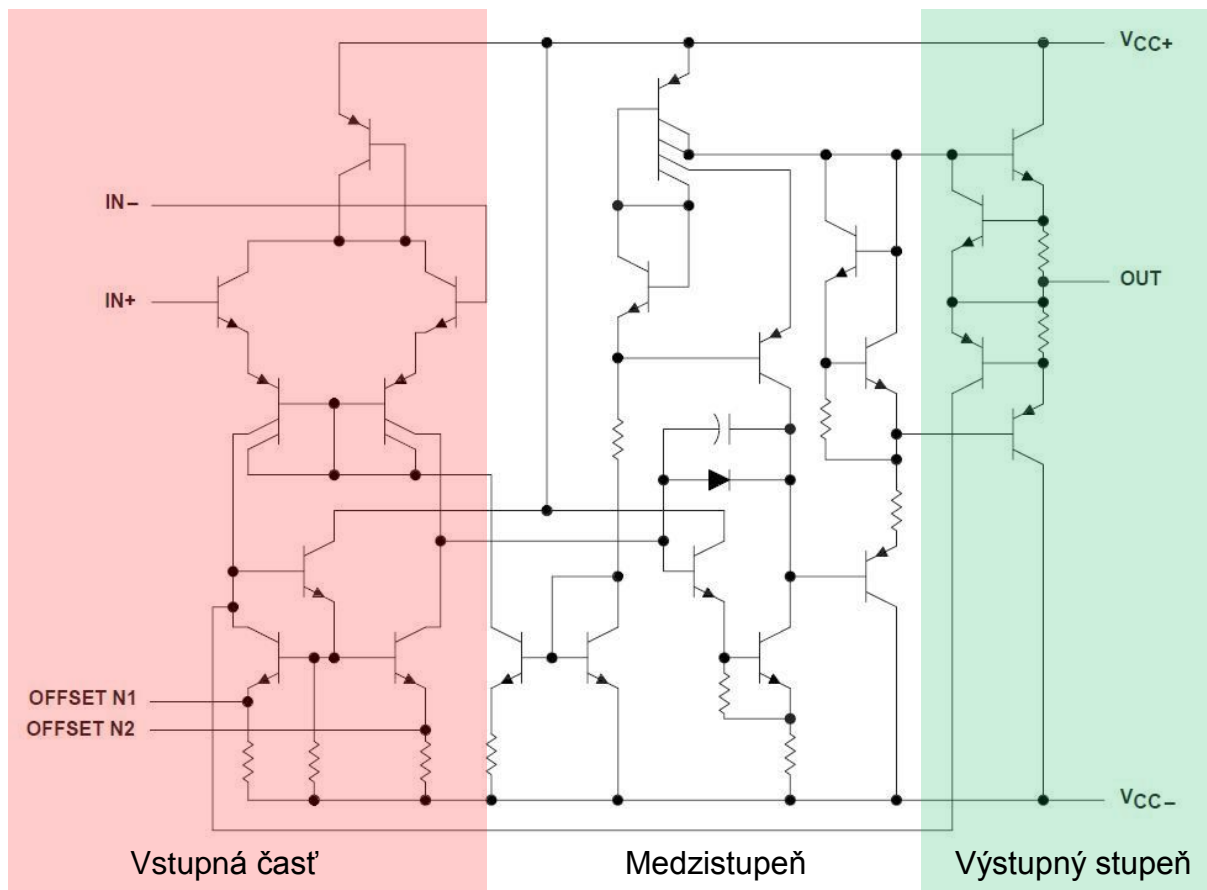 VCC+
IN−
IN+
OUT
OFFSET N1
OFFSET N2
VCC−
Vstupná časť
Medzistupeň
Výstupný stupeň